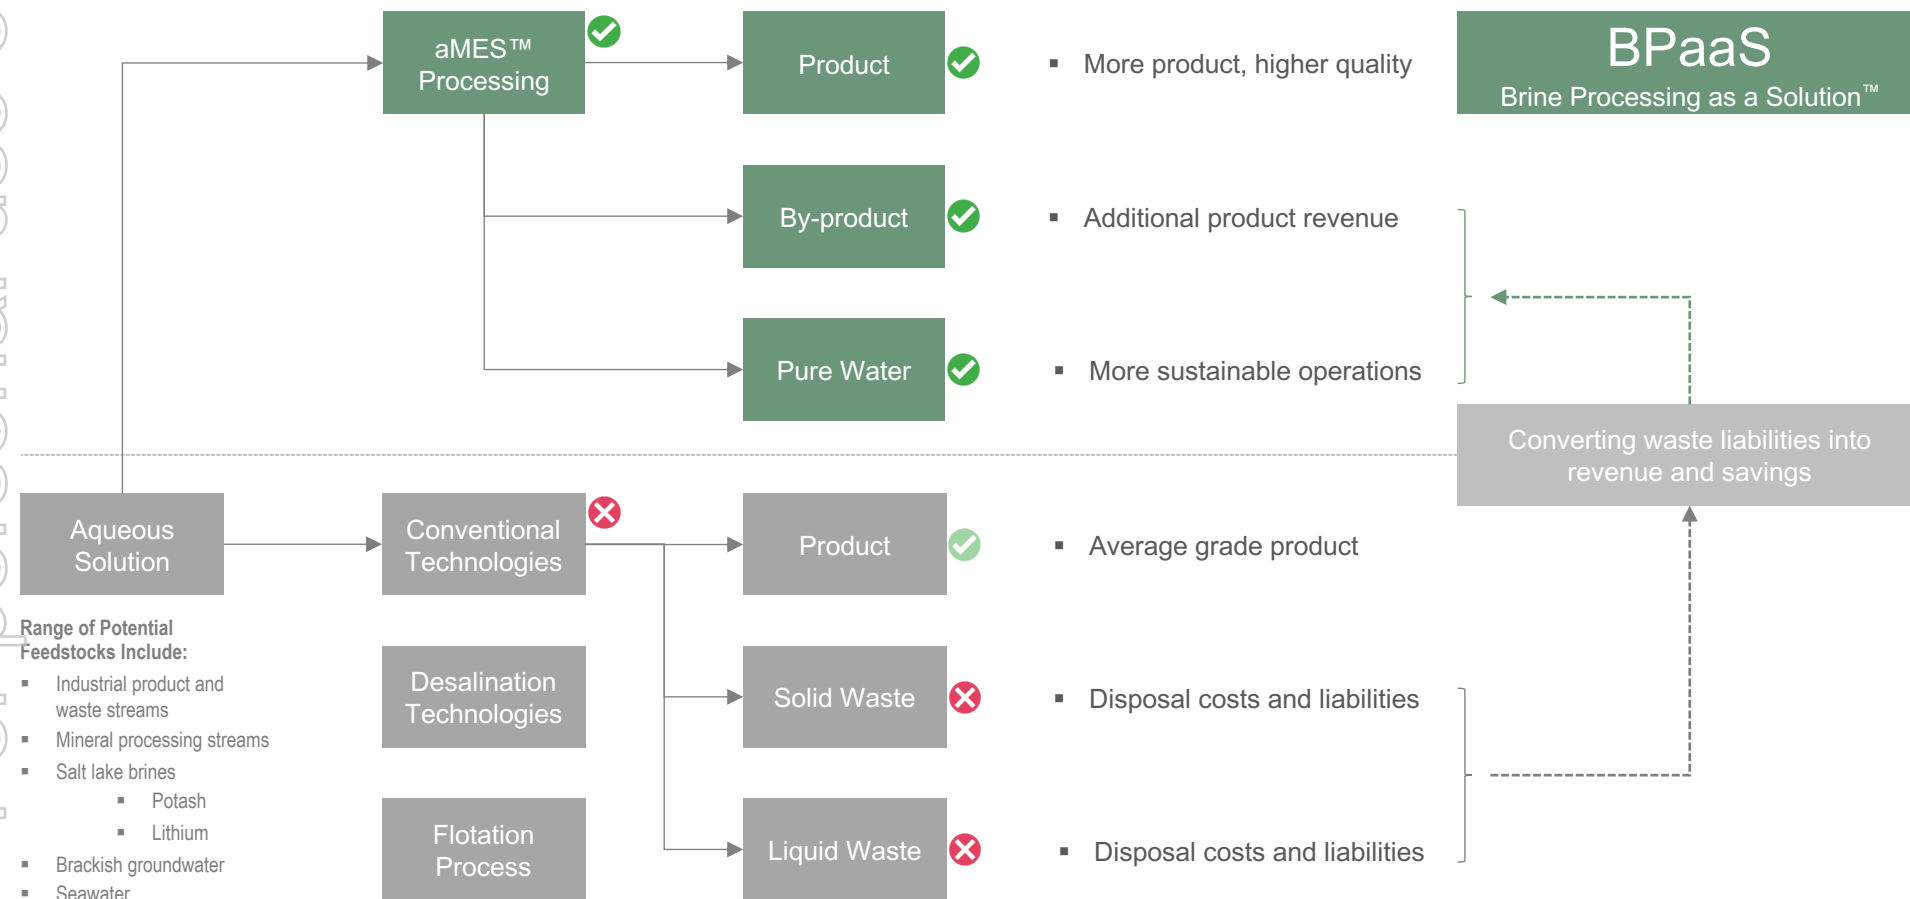 aMES™
Processing
Product
▪ More product, higher quality
BPaaS
Brine Processing as a Solution™
By-product
▪ Additional product revenue
Pure Water
▪ More sustainable operations
Converting waste liabilities into
revenue and savings
Aqueous
Solution
Conventional
Technologies
Product
▪ Average grade product
Range of Potential
Feedstocks Include:
▪ Industrial product and
waste streams
▪ Mineral processing streams
▪ Salt lake brines
▪ Potash
▪ Lithium
▪ Brackish groundwater
▪ Seawater
Desalination
Technologies
Solid Waste
▪ Disposal costs and liabilities
Flotation
Process
Liquid Waste
▪ Disposal costs and liabilities